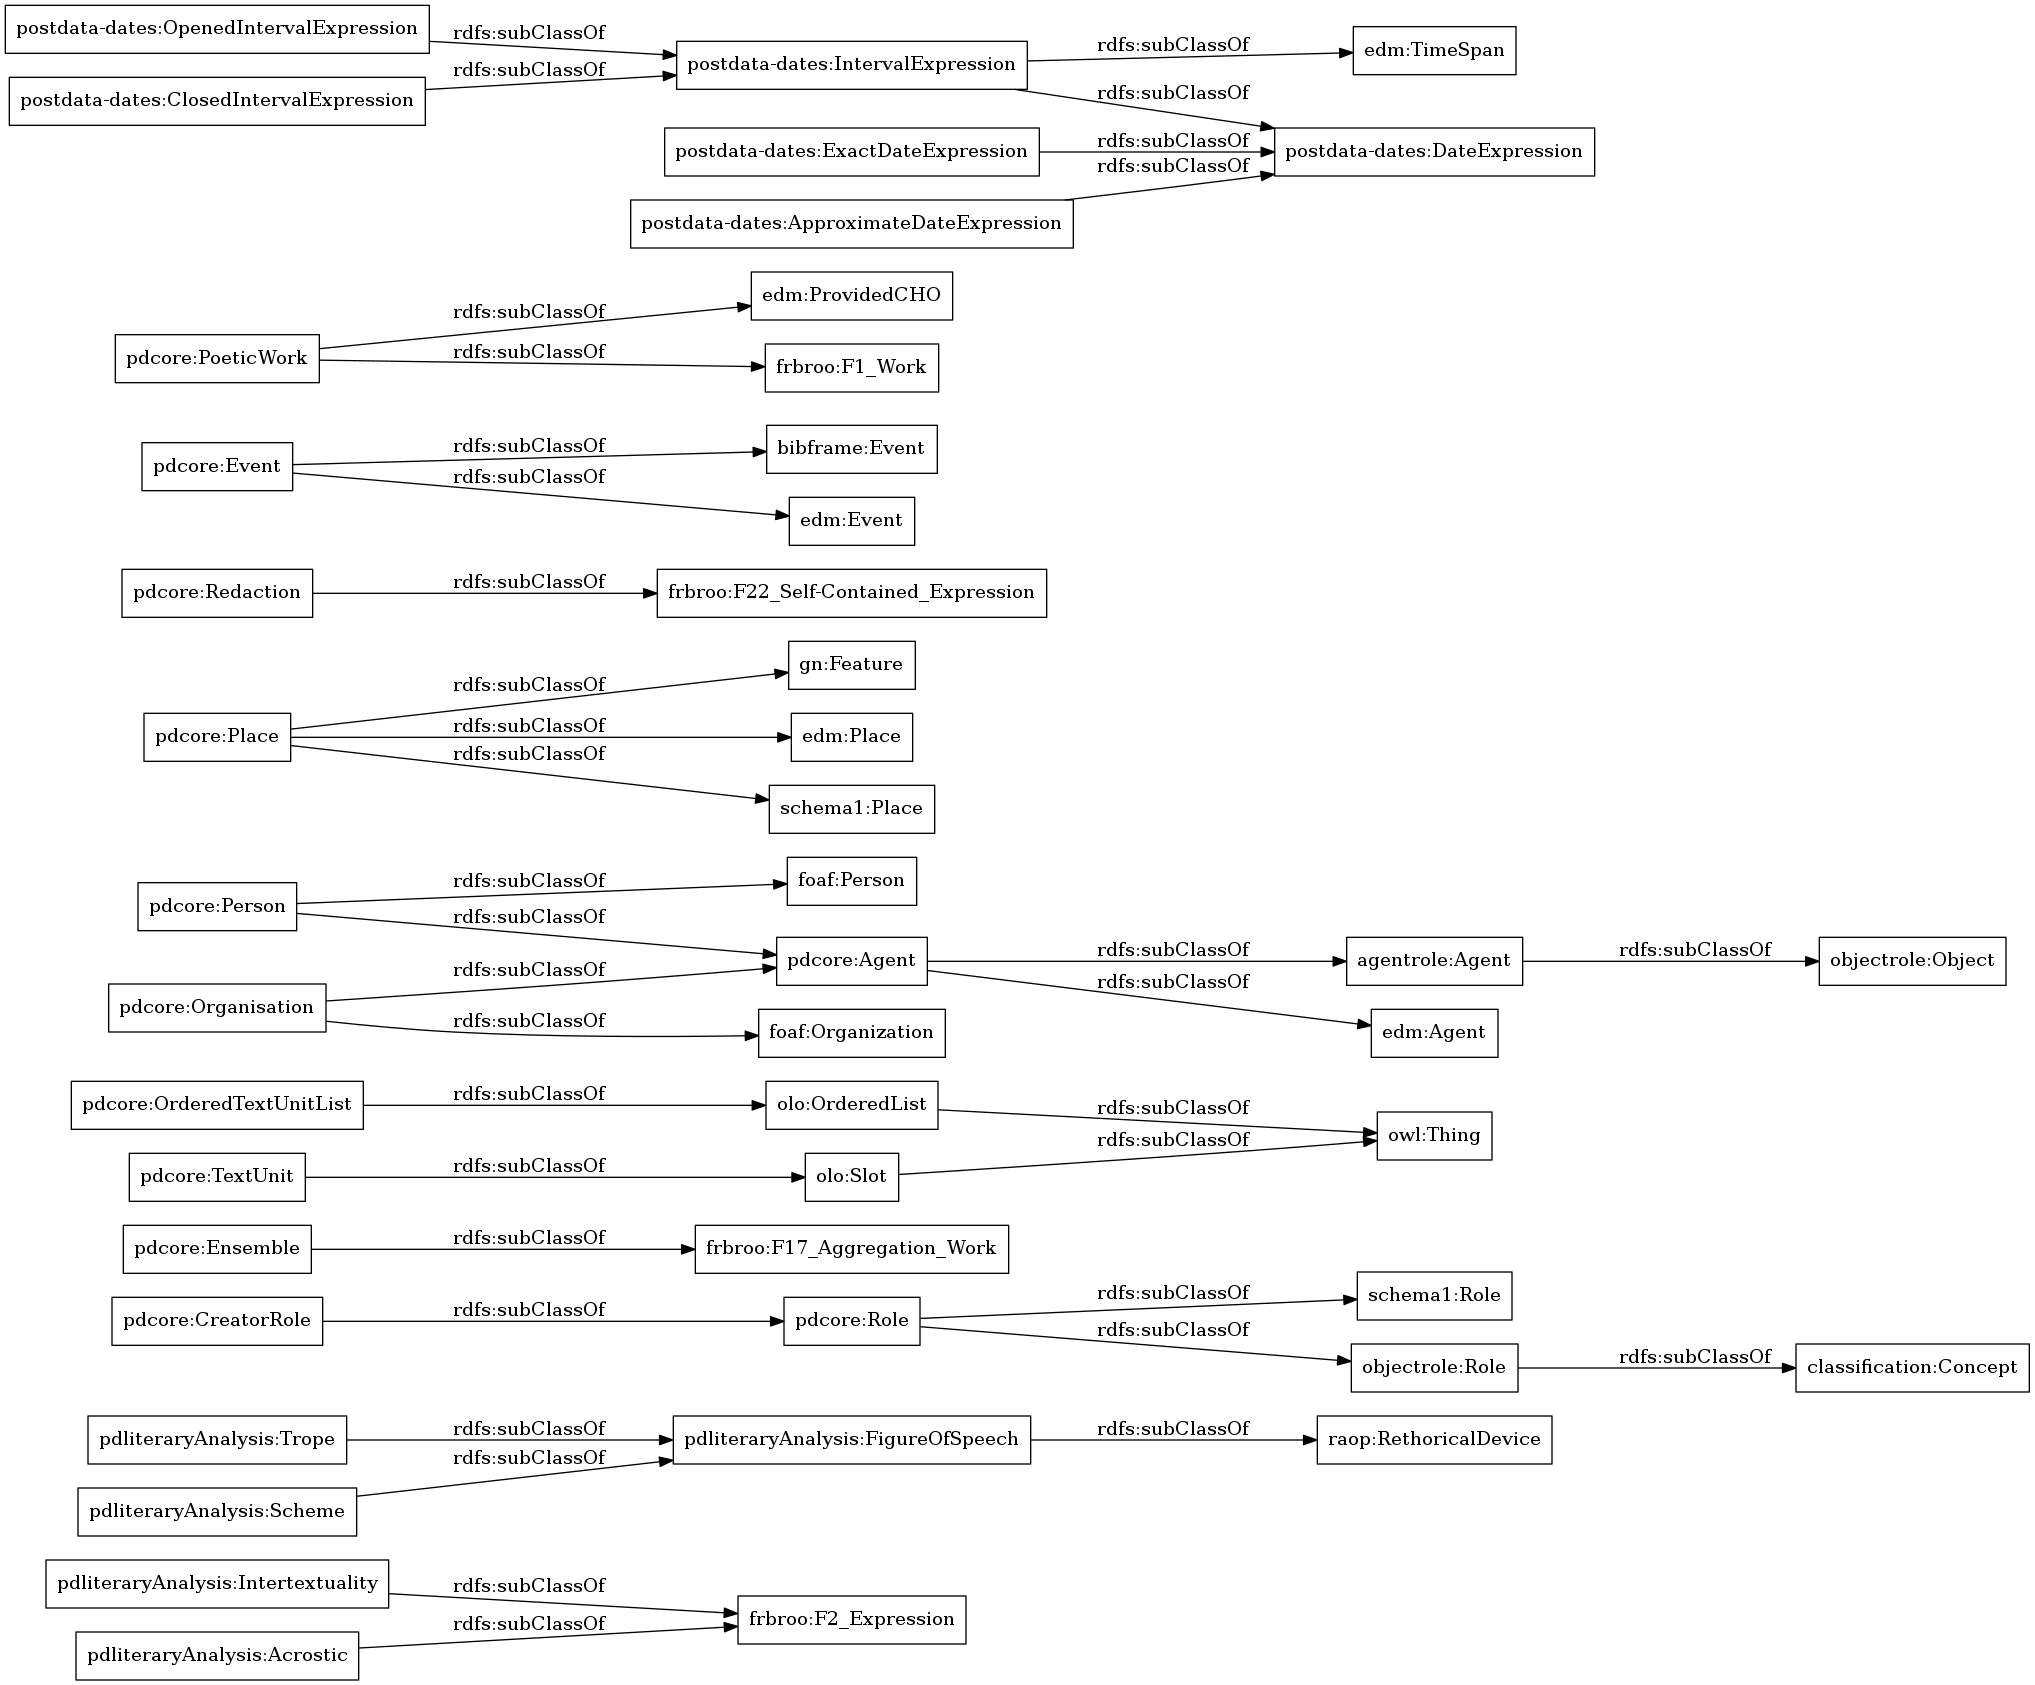 postdata-dates:OpenedIntervalExpression
rdfs:subClassOf
rdfs:subClassOf
edm:TimeSpan
postdata-dates:IntervalExpression
rdfs:subClassOf
postdata-dates:ClosedIntervalExpression
rdfs:subClassOf
rdfs:subClassOf
postdata-dates:ExactDateExpression
postdata-dates:DateExpression
rdfs:subClassOf
postdata-dates:ApproximateDateExpression
edm:ProvidedCHO
rdfs:subClassOf
pdcore:PoeticWork
rdfs:subClassOf
frbroo:F1_Work
rdfs:subClassOf
bibframe:Event
pdcore:Event
rdfs:subClassOf
edm:Event
pdcore:Redaction
rdfs:subClassOf
frbroo:F22_Self-Contained_Expression
gn:Feature
rdfs:subClassOf
pdcore:Place
rdfs:subClassOf
edm:Place
rdfs:subClassOf
schema1:Place
rdfs:subClassOf
foaf:Person
pdcore:Person
rdfs:subClassOf
pdcore:Agent
rdfs:subClassOf
agentrole:Agent
rdfs:subClassOf
objectrole:Object
rdfs:subClassOf
rdfs:subClassOf
pdcore:Organisation
rdfs:subClassOf
foaf:Organization
edm:Agent
pdcore:OrderedTextUnitList
rdfs:subClassOf
olo:OrderedList
rdfs:subClassOf
owl:Thing
rdfs:subClassOf
pdcore:TextUnit
rdfs:subClassOf
olo:Slot
pdcore:Ensemble
rdfs:subClassOf
frbroo:F17_Aggregation_Work
rdfs:subClassOf
schema1:Role
pdcore:CreatorRole
rdfs:subClassOf
pdcore:Role
rdfs:subClassOf
objectrole:Role
rdfs:subClassOf
classification:Concept
pdliteraryAnalysis:Trope
rdfs:subClassOf
pdliteraryAnalysis:FigureOfSpeech
rdfs:subClassOf
raop:RethoricalDevice
rdfs:subClassOf
pdliteraryAnalysis:Scheme
pdliteraryAnalysis:Intertextuality
rdfs:subClassOf
frbroo:F2_Expression
rdfs:subClassOf
pdliteraryAnalysis:Acrostic